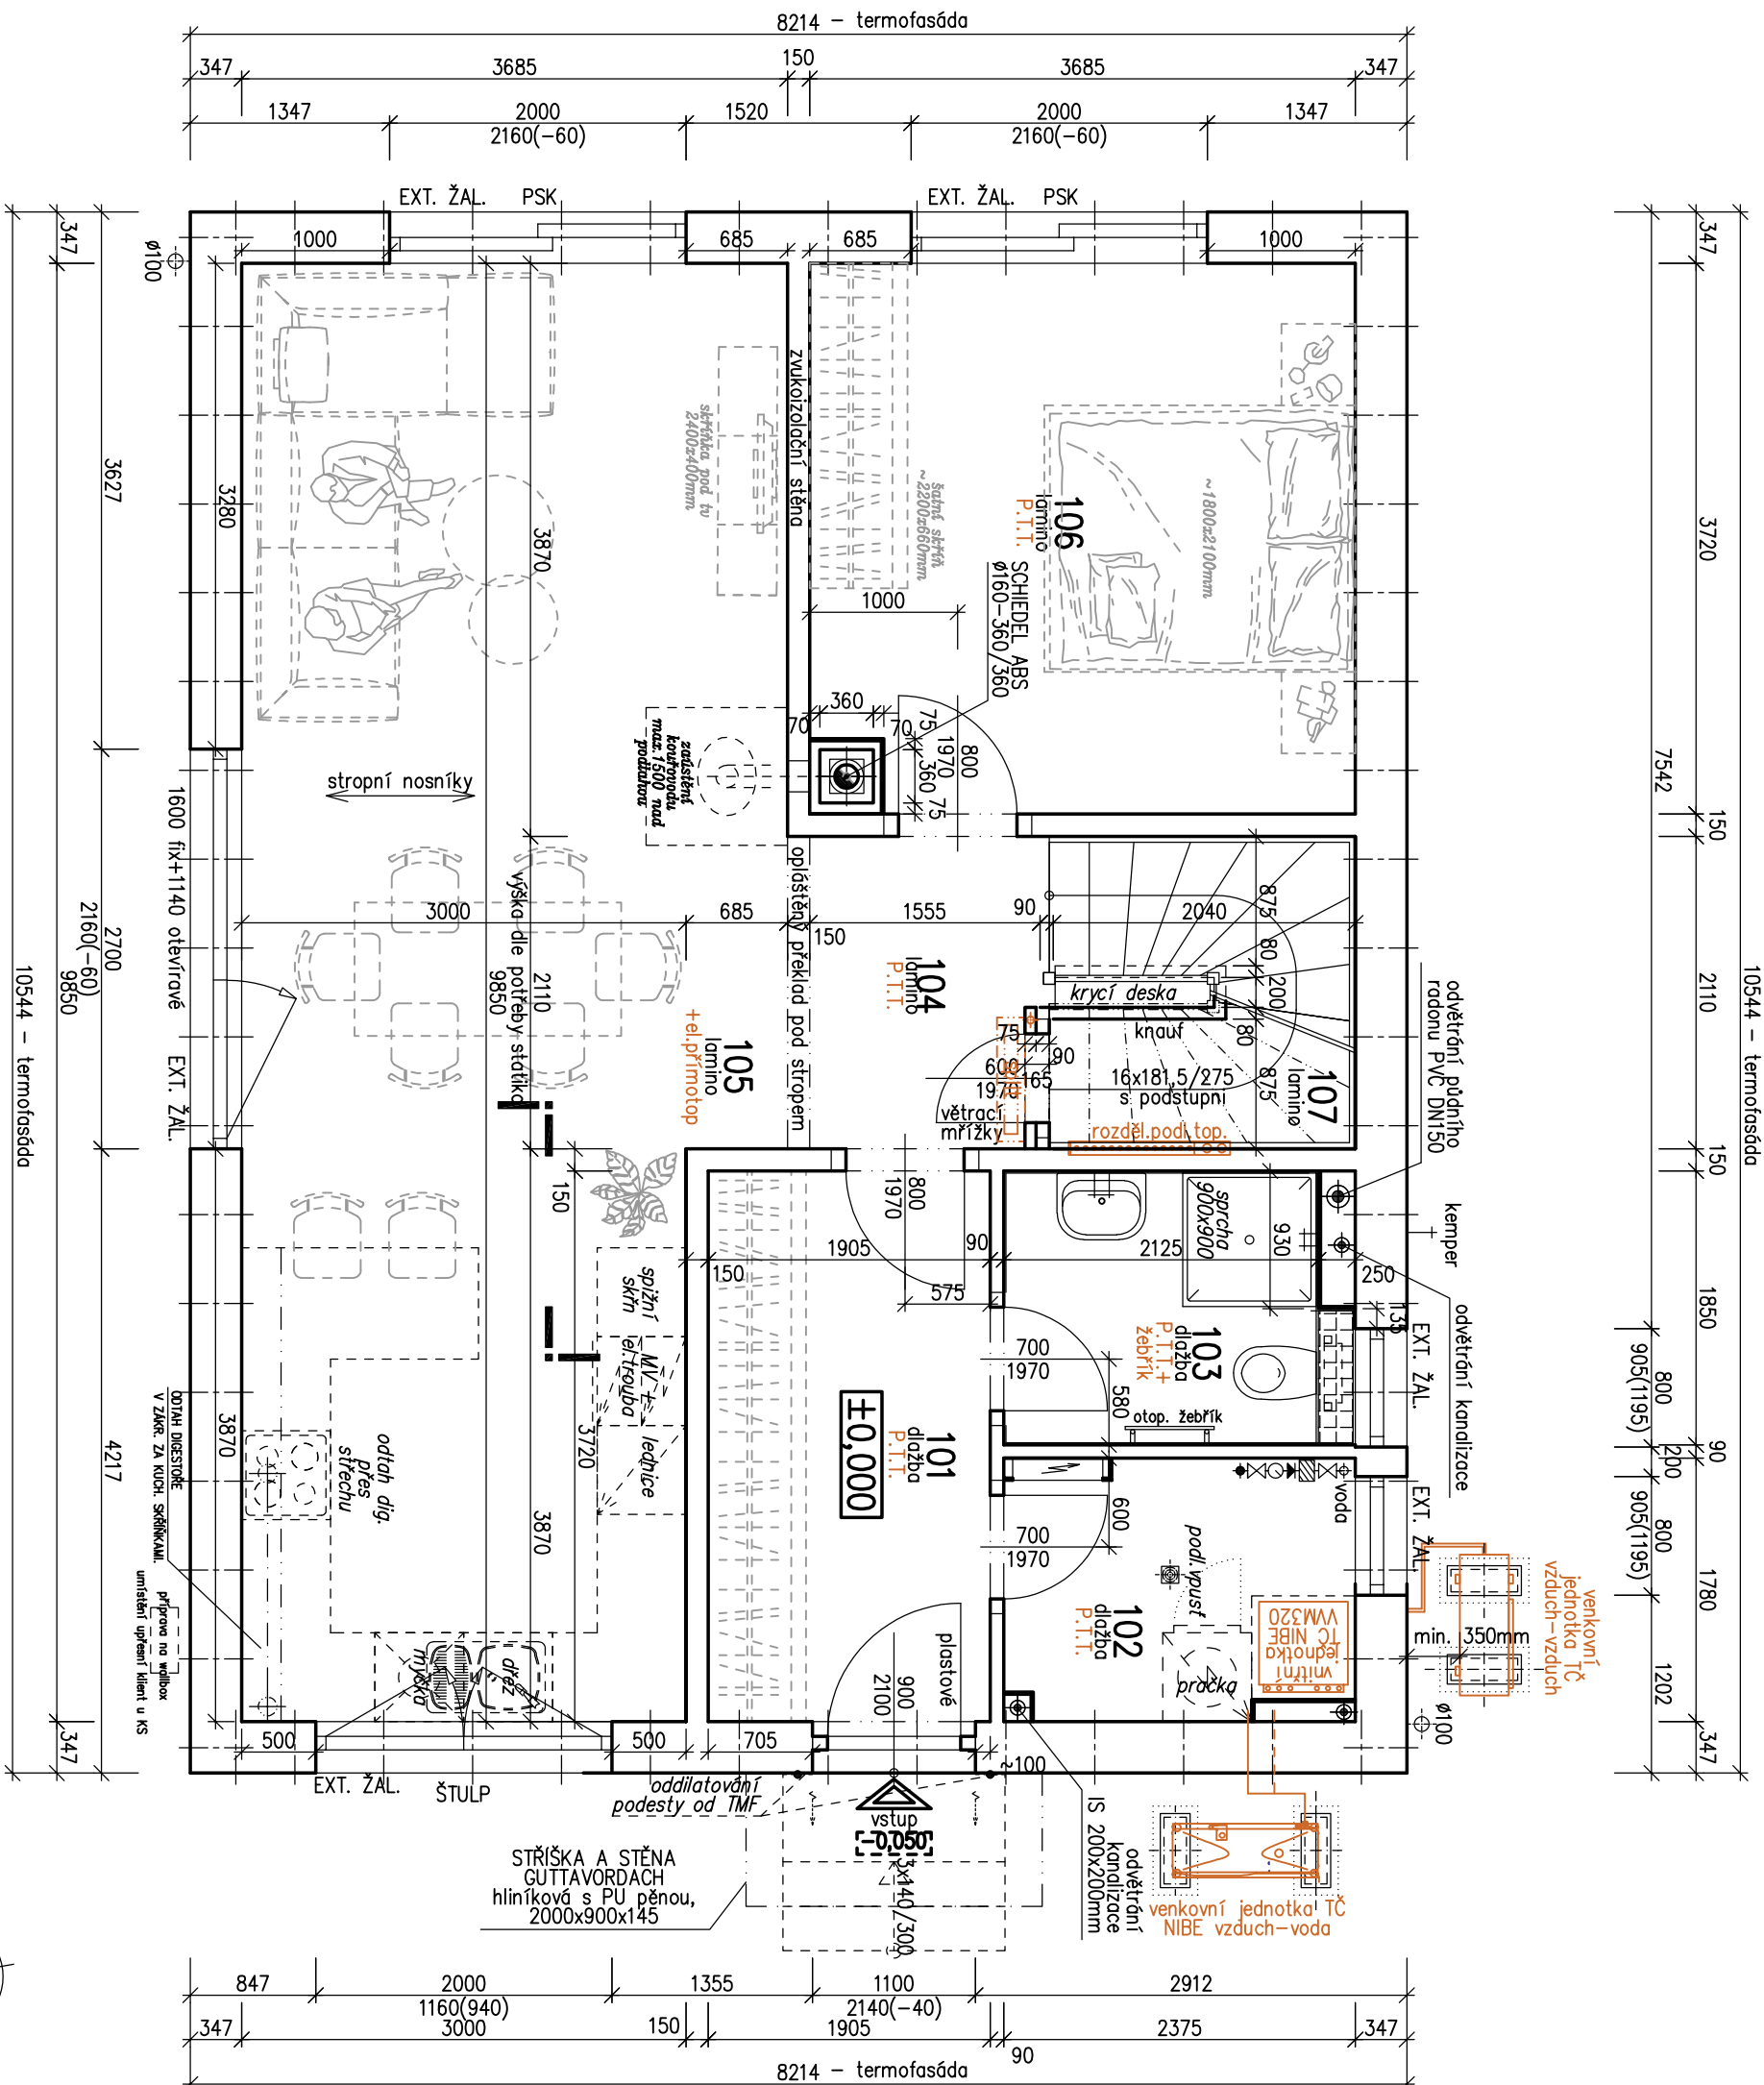 8214 – termofasáda
347
3685
150
3685
347
1347
2000
2160(-60)
1520
2000
2160(-60)
1347
EXT. ŽAL.
PSK
EXT. ŽAL.
PSK
1000
685
685
1000
ø100
347
3627
2700
2160(-60)
4217
9850
347
10544 – termofasáda
3280
3870
zvukoizolační stěna
skříňka pod tv
2400x400mm
šatní skříň
~2200x660mm
106
lamino
P.T.T.
~1800x2100mm
SCHIEDEL ABS
ø160-360/360
1000
360
70
70
75
360
75
800
1970
zaústění
kouřovodu
max.1500 nad
podlahou
stropní nosníky
1600 fix+1140 otevíravé
EXT. ŽAL.
3000
685
150
1555
90
2040
výška dle potřeby statiky
2110
9850
opláštěný překlad pod stropem
104
lamino
P.T.T.
105
lamino
+el.přímotop
875
80
200
80
875
krycí deska
knauf
75
90
600
1970
165
16x181,5/275
s podstupni
107
lamino
větrací
mřížky
rozděl.podl.top.
odvětrání půdního
radonu PVC DN150
kemper
odvětrání kanalizace
347
3720
150
2110
150
1850
90
1780
347
7542
800
905(1195)
200
800
905(1195)
1202
10544 – termofasáda
150
800
1970
1905
150
90
2125
250
575
930
135
sprcha
900x900
spižní
skřn
MV +
el.trouba
lednice
3720
3870
3870
700
1970
580
103
dlažba
P.T.T.+
žebřík
otop. žebřík
EXT. ŽAL.
EXT. ŽAL.
101
dlažba
P.T.T.
±0,000
700
1970
600
voda
podl.vpusť
102
dlažba
P.T.T.
pračka
vnitřní
jednotka
TČ NIBE
VVM320
venkovní
jednotka TČ
vzduch-vzduch
min. 350mm
ø100
odtah dig.
přes
střechu
ODTAH DIGESTOŘE
V ZÁKR. ZA KUCH. SKŘÍŇKAMI.
příprava na wallbox
umístění upřesní klient u KS
dřez
myčka
plastové
900
2100
500
500
705
~100
EXT. ŽAL.
ŠTULP
oddilatování
podesty od TMF
vstup
-0,050
3x140/300
STŘÍŠKA A STĚNA
GUTTAVORDACH
hliníková s PU pěnou,
2000x900x145
odvětrání
kanalizace
IS 200x200mm
venkovní jednotka TČ
NIBE vzduch-voda
847
2000
1160(940)
1355
1100
2140(-40)
2912
347
3000
150
1905
90
2375
347
8214 – termofasáda